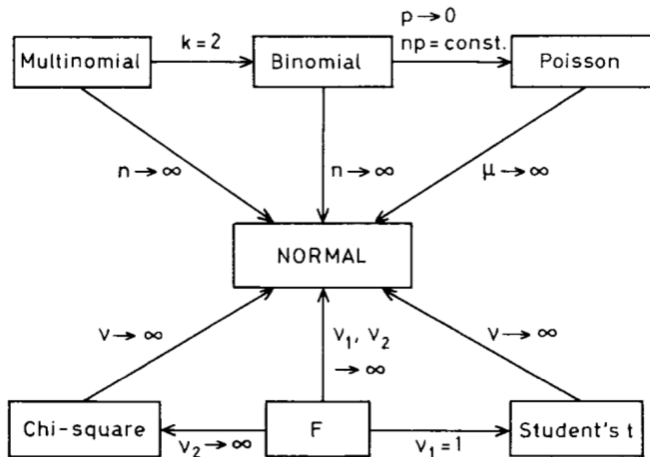 p→0
k=2
np=const.
Multinomial
Binomial
Poisson
n→∞
n→∞
μ→∞
NORMAL
ν→∞
ν₁, ν₂
→∞
ν→∞
Chi-square
F
Student's t
ν₂→∞
ν₁=1